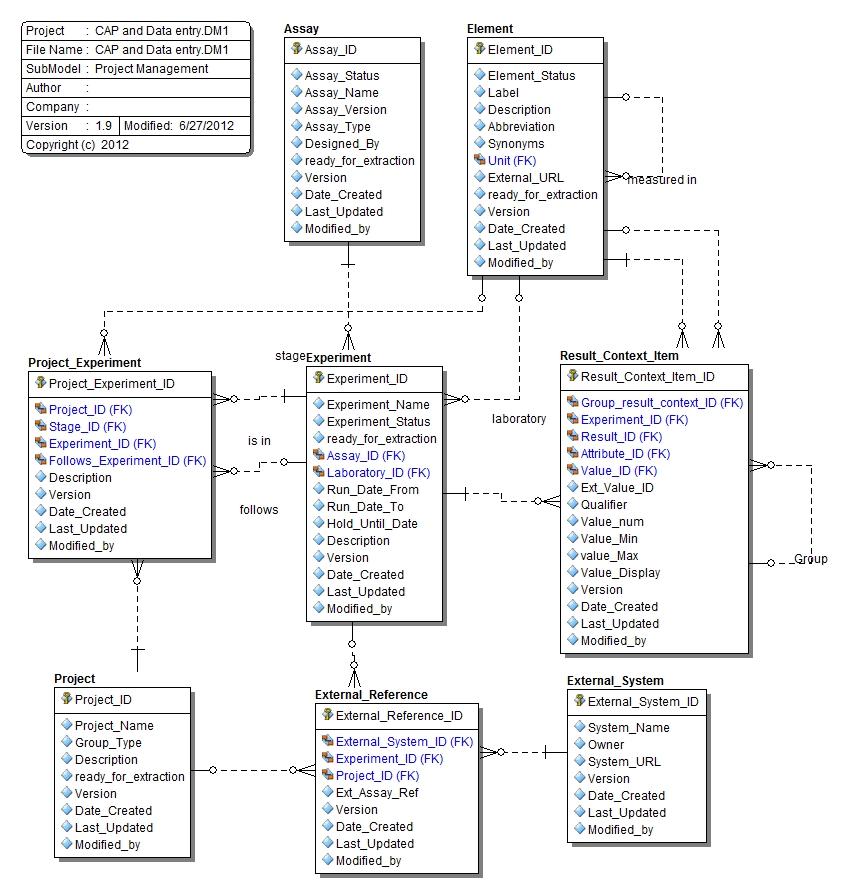 Project : CAP and Data entry.DM1
File Name : CAP and Data entry.DM1
SubModel : Project Management
Author :
Company :
Version : 1.9 Modified: 6/27/2012
Copyright (c) 2012
Assay
Assay_ID
Assay_Status
Assay_Name
Assay_Version
Assay_Type
Designed_By
ready_for_extraction
Version
Date_Created
Last_Updated
Modified_by
Element
Element_ID
Element_Status
Label
Description
Abbreviation
Synonyms
Unit (FK)
External_URL
ready_for_extraction
Version
Date_Created
Last_Updated
Modified_by
measured in
Project_Experiment
Project_Experiment_ID
Project_ID (FK)
Stage_ID (FK)
Experiment_ID (FK)
Follows_Experiment_ID (FK)
Description
Version
Date_Created
Last_Updated
Modified_by
stage
is in
follows
Experiment
Experiment_ID
Experiment_Name
Experiment_Status
ready_for_extraction
Assay_ID (FK)
Laboratory_ID (FK)
Run_Date_From
Run_Date_To
Hold_Until_Date
Description
Version
Date_Created
Last_Updated
Modified_by
laboratory
Result_Context_Item
Result_Context_Item_ID
Group_result_context_ID (FK)
Experiment_ID (FK)
Result_ID (FK)
Attribute_ID (FK)
Value_ID (FK)
Ext_Value_ID
Qualifier
Value_num
Value_Min
value_Max
Value_Display
Version
Date_Created
Last_Updated
Modified_by
Group
Project
Project_ID
Project_Name
Group_Type
Description
ready_for_extraction
Version
Date_Created
Last_Updated
Modified_by
External_Reference
External_Reference_ID
External_System_ID (FK)
Experiment_ID (FK)
Project_ID (FK)
Ext_Assay_Ref
Version
Date_Created
Last_Updated
Modified_by
External_System
External_System_ID
System_Name
Owner
System_URL
Version
Date_Created
Last_Updated
Modified_by